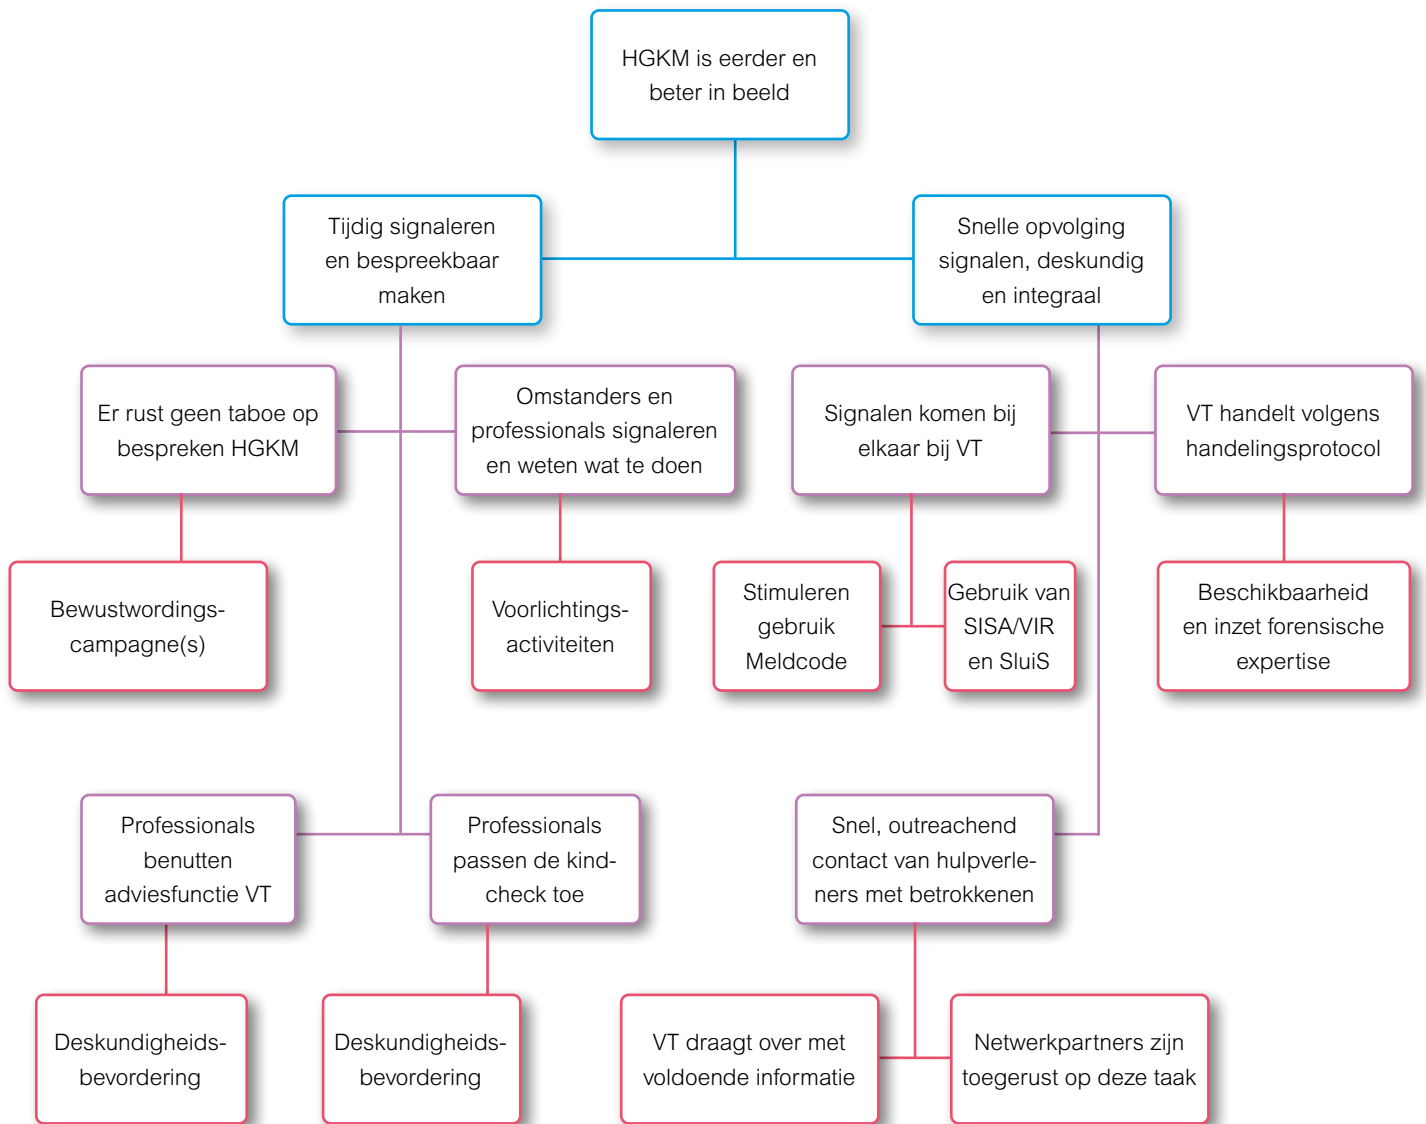 HGKM is eerder en
beter in beeld
Tijdig signaleren
en bespreekbaar
maken
Snelle opvolging
signalen, deskundig
en integraal
Er rust geen taboe op
bespreken HGKM
Omstanders en
professionals signaleren
en weten wat te doen
Signalen komen bij
elkaar bij VT
VT handelt volgens
handelingsprotocol
Bewustwordings-
campagne(s)
Voorlichtings-
activiteiten
Stimuleren
gebruik
Meldcode
Gebruik van
SISA/VIR
en SluiS
Beschikbaarheid
en inzet forensische
expertise
Professionals
benutten
adviesfunctie VT
Professionals
passen de kind-
check toe
Snel, outreachend
contact van hulpverle-
ners met betrokkenen
Deskundigheids-
bevordering
Deskundigheids-
bevordering
VT draagt over met
voldoende informatie
Netwerkpartners zijn
toegerust op deze taak